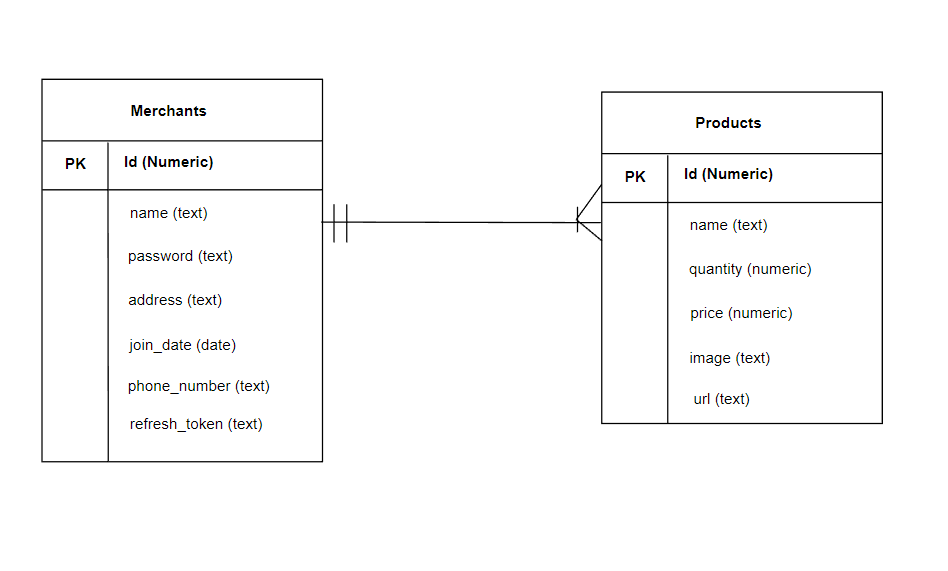 Merchants
PK Id (Numeric)
name (text)
password (text)
address (text)
join_date (date)
phone_number (text)
refresh_token (text)
Products
PK Id (Numeric)
name (text)
quantity (numeric)
price (numeric)
image (text)
url (text)